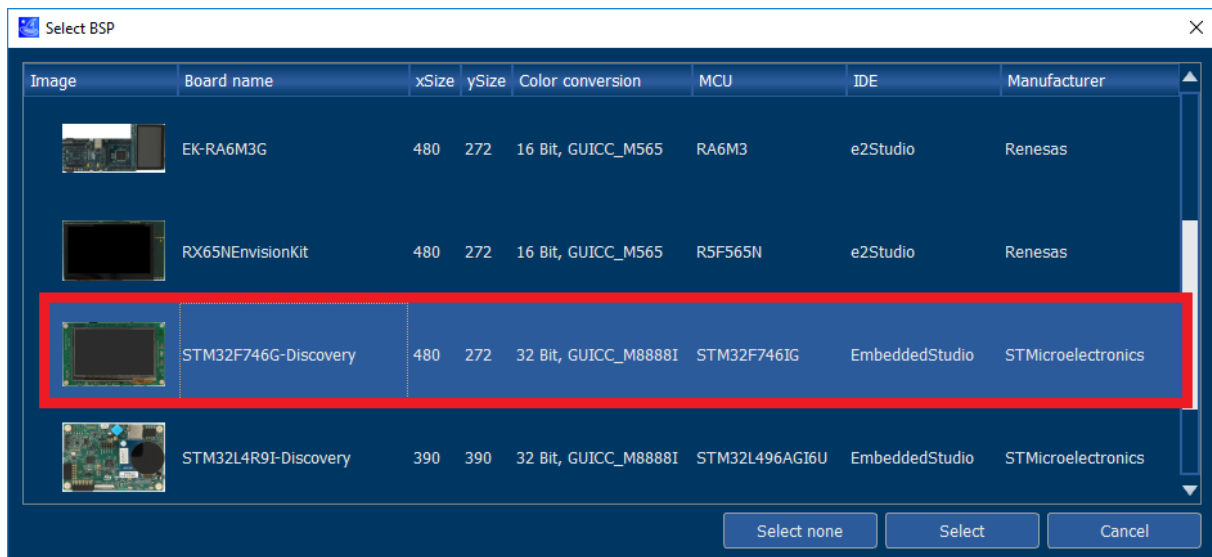 Select BSP
Image Board name xSize ySize Color conversion MCU IDE Manufacturer
EK-RA6M3G 480 272 16 Bit, GUICC_M565 RA6M3 e2Studio Renesas
RX65NEnvisionKit 480 272 16 Bit, GUICC_M565 R5F565N e2Studio Renesas
STM32F746G-Discovery 480 272 32 Bit, GUICC_M8888I STM32F746IG EmbeddedStudio STMicroelectronics
STM32L4R9I-Discovery 390 390 32 Bit, GUICC_M8888I STM32L496AGI6U EmbeddedStudio STMicroelectronics
Select none Select Cancel